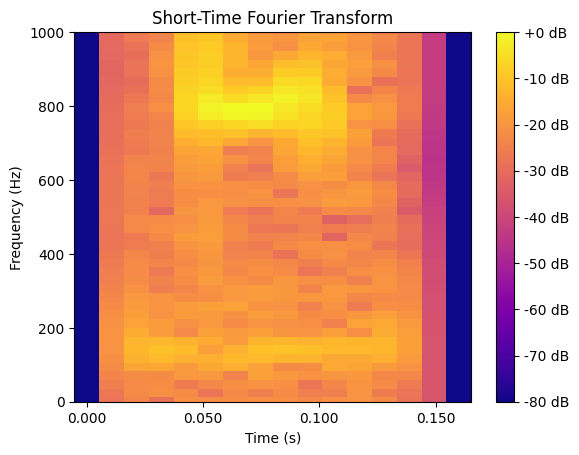 Short-Time Fourier Transform
1000
800
600
400
200
0
Frequency (Hz)
0.000
0.050
0.100
0.150
Time (s)
+0 dB
-10 dB
-20 dB
-30 dB
-40 dB
-50 dB
-60 dB
-70 dB
-80 dB